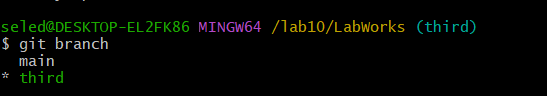 seled@DESKTOP-EL2FK86 MINGW64 /lab10/LabWorks (third)
$ git branch
  main
* third